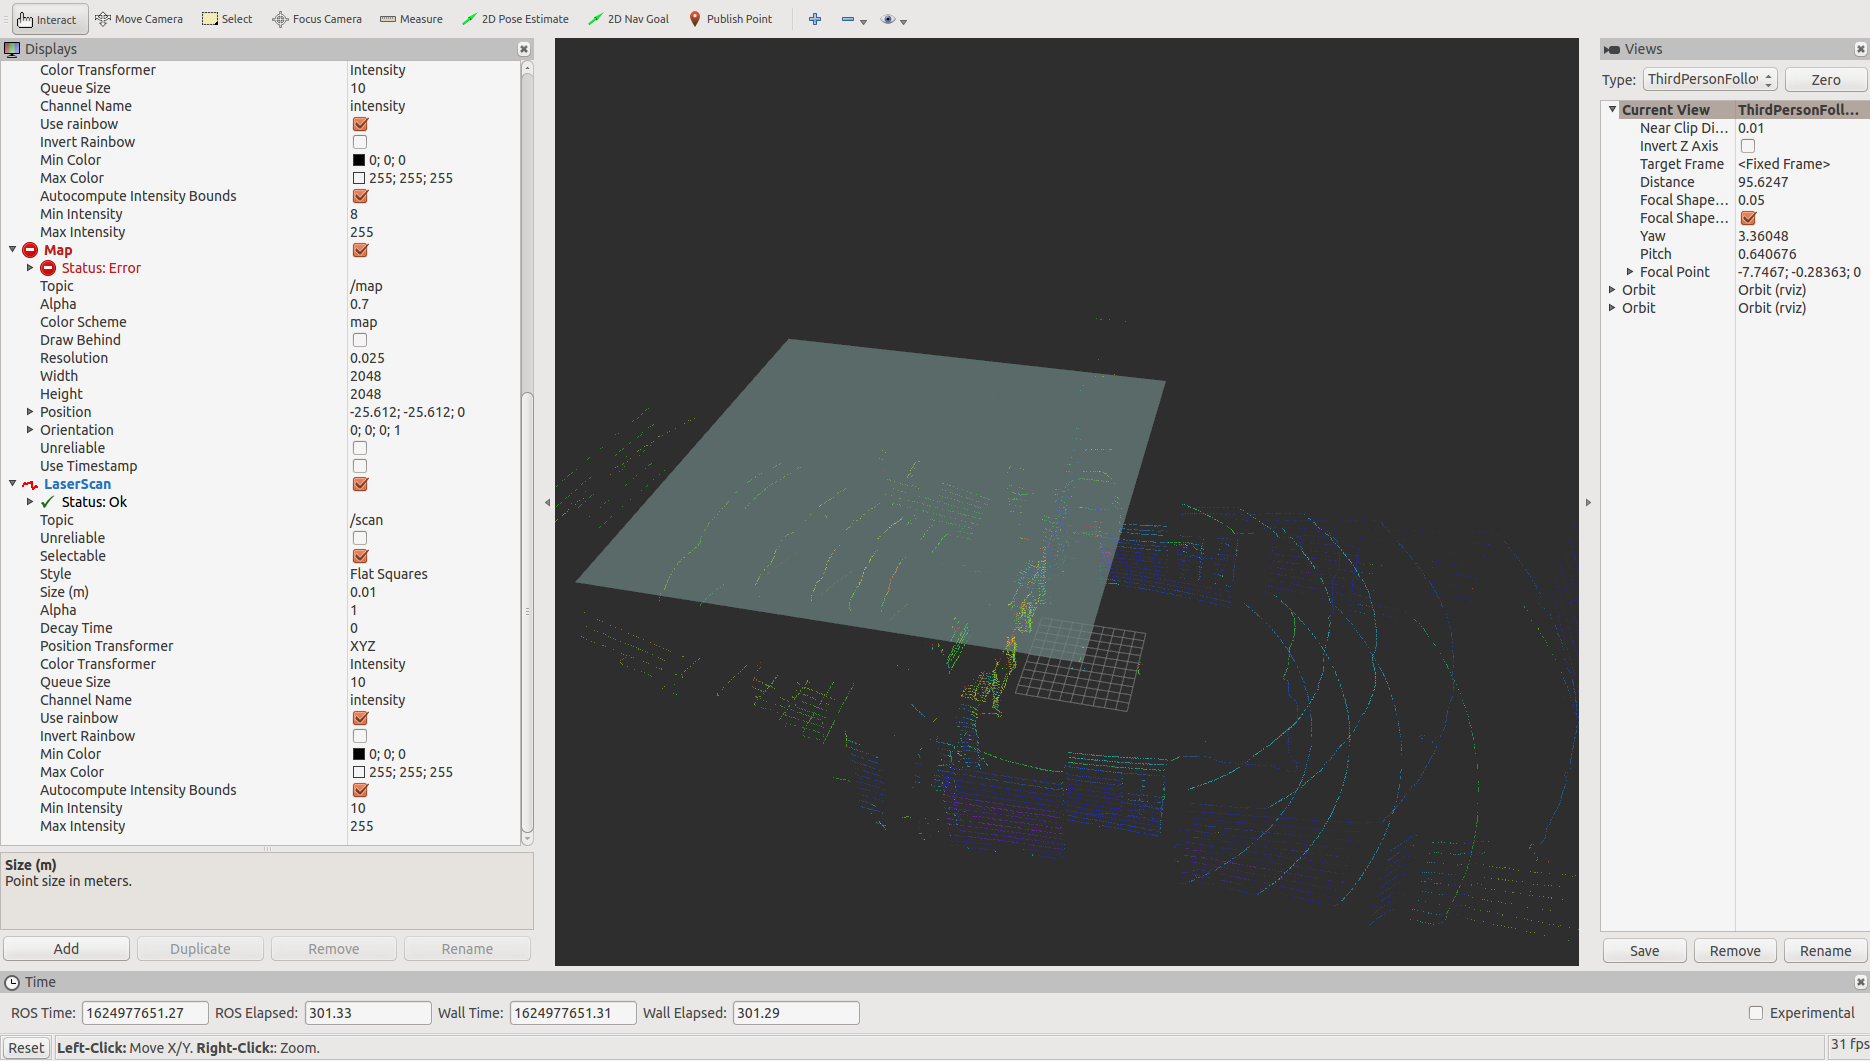 Interact Move Camera Select Focus Camera Measure 2D Pose Estimate 2D Nav Goal Publish Point
Displays
Color Transformer Intensity
Queue Size 10
Channel Name intensity
Use rainbow
Invert Rainbow
Min Color 0; 0; 0
Max Color 255; 255; 255
Autocompute Intensity Bounds
Min Intensity 8
Max Intensity 255
Map
Status: Error
Topic /map
Alpha 0.7
Color Scheme map
Draw Behind
Resolution 0.025
Width 2048
Height 2048
Position -25.612; -25.612; 0
Orientation 0; 0; 0; 1
Unreliable
Use Timestamp
LaserScan
Status: Ok
Topic /scan
Unreliable
Selectable
Style Flat Squares
Size (m) 0.01
Alpha 1
Decay Time 0
Position Transformer XYZ
Color Transformer Intensity
Queue Size 10
Channel Name intensity
Use rainbow
Invert Rainbow
Min Color 0; 0; 0
Max Color 255; 255; 255
Autocompute Intensity Bounds
Min Intensity 10
Max Intensity 255
Size (m)
Point size in meters.
Add Duplicate Remove Rename
Views
Type: ThirdPersonFollo Zero
Current View ThirdPersonFoll...
Near Clip Di... 0.01
Invert Z Axis
Target Frame <Fixed Frame>
Distance 95.6247
Focal Shape... 0.05
Focal Shape...
Yaw 3.36048
Pitch 0.640676
Focal Point -7.7467; -0.28363; 0
Orbit Orbit (rviz)
Orbit Orbit (rviz)
Save Remove Rename
Time
ROS Time: 1624977651.27 ROS Elapsed: 301.33 Wall Time: 1624977651.31 Wall Elapsed: 301.29 Experimental
Reset Left-Click: Move X/Y. Right-Click:: Zoom. 31 fps